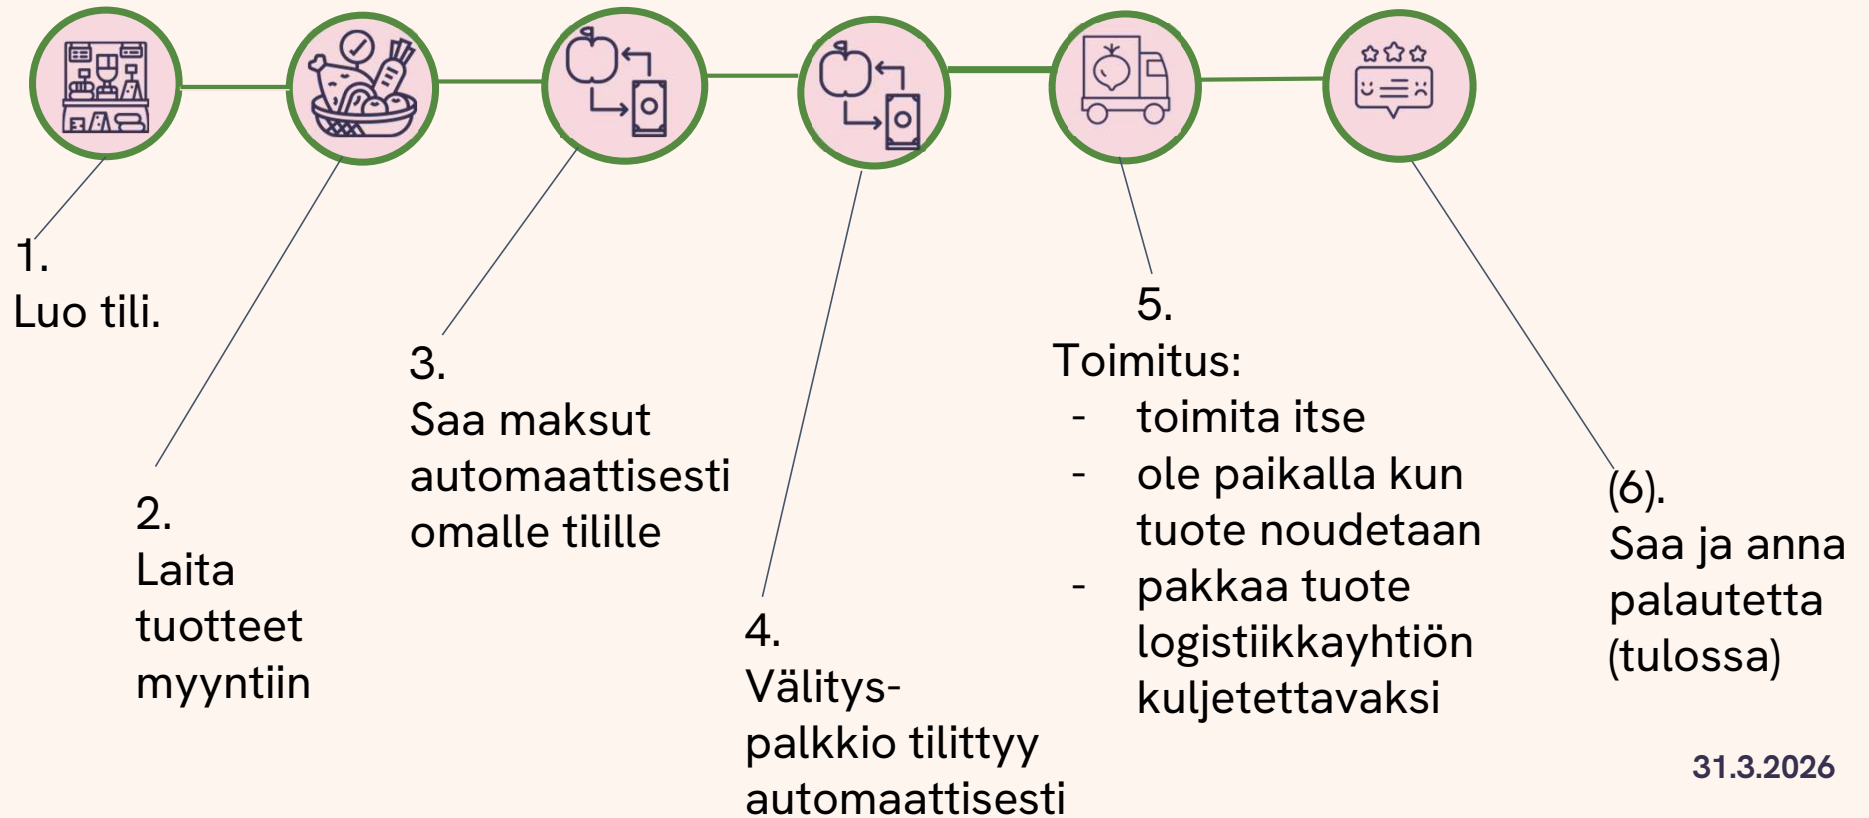 1.
Luo tili.
2.
Laita
tuotteet
myyntiin
3.
Saa maksut
automaattisesti
omalle tilille
4.
Välitys-
palkkio tilittyy
automaattisesti
5.
Toimitus:
- toimita itse
- ole paikalla kun
tuote noudetaan
- pakkaa tuote
logistiikkayhtiön
kuljetettavaksi
(6).
Saa ja anna
palautetta
(tulossa)
31.3.2026